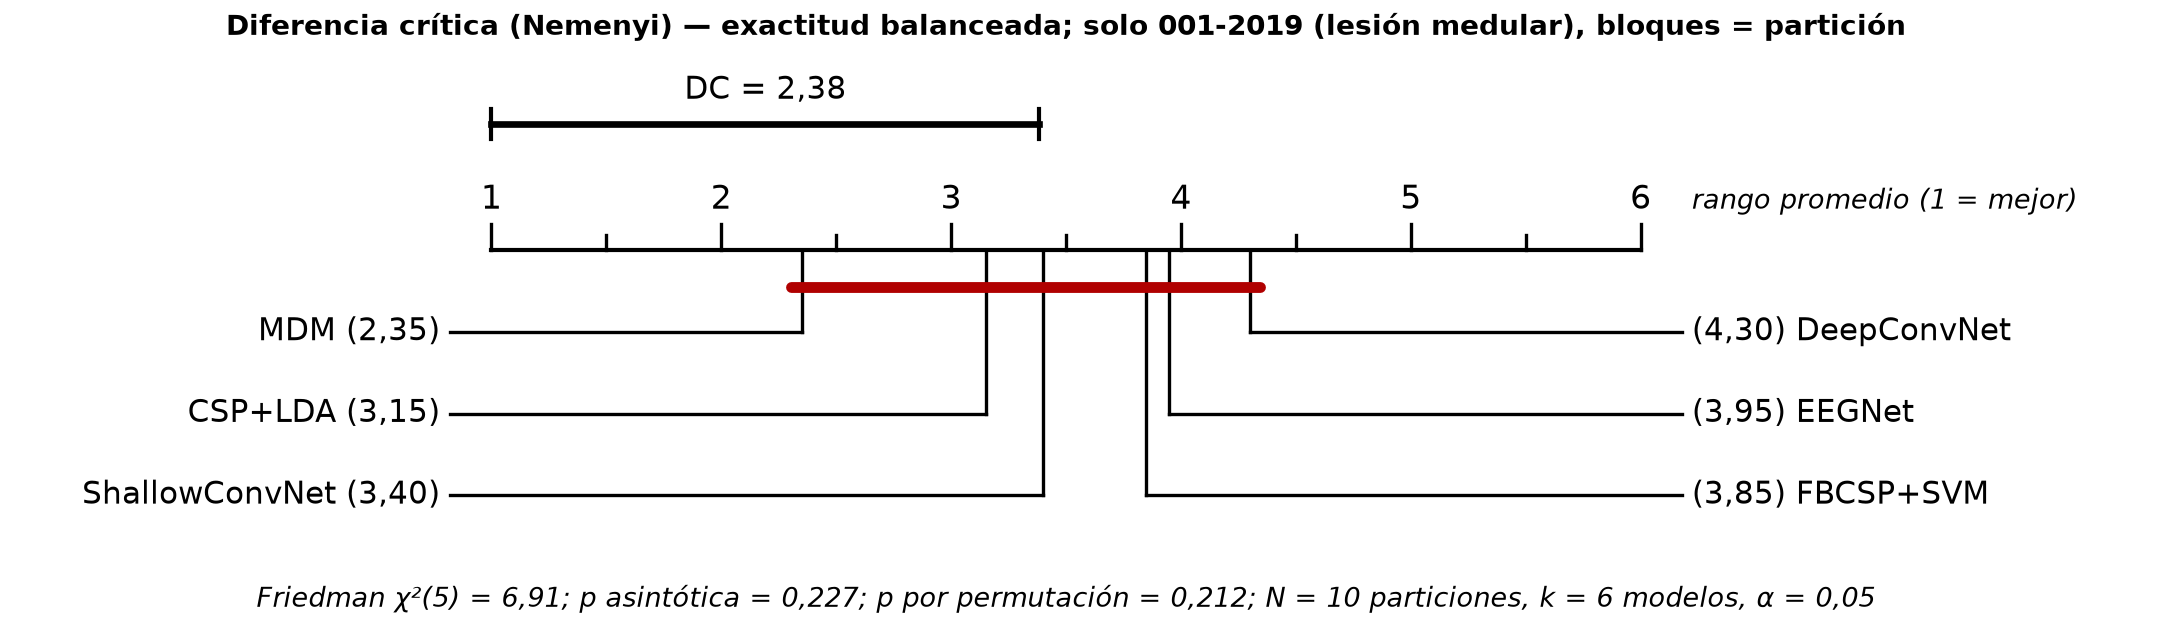 Diferencia crítica (Nemenyi) — exactitud balanceada; solo 001-2019 (lesión medular), bloques = partición
DC = 2,38
1 2 3 4 5 6 rango promedio (1 = mejor)
MDM (2,35) (4,30) DeepConvNet
CSP+LDA (3,15) (3,95) EEGNet
ShallowConvNet (3,40) (3,85) FBCSP+SVM
Friedman χ²(5) = 6,91; p asintótica = 0,227; p por permutación = 0,212; N = 10 particiones, k = 6 modelos, α = 0,05